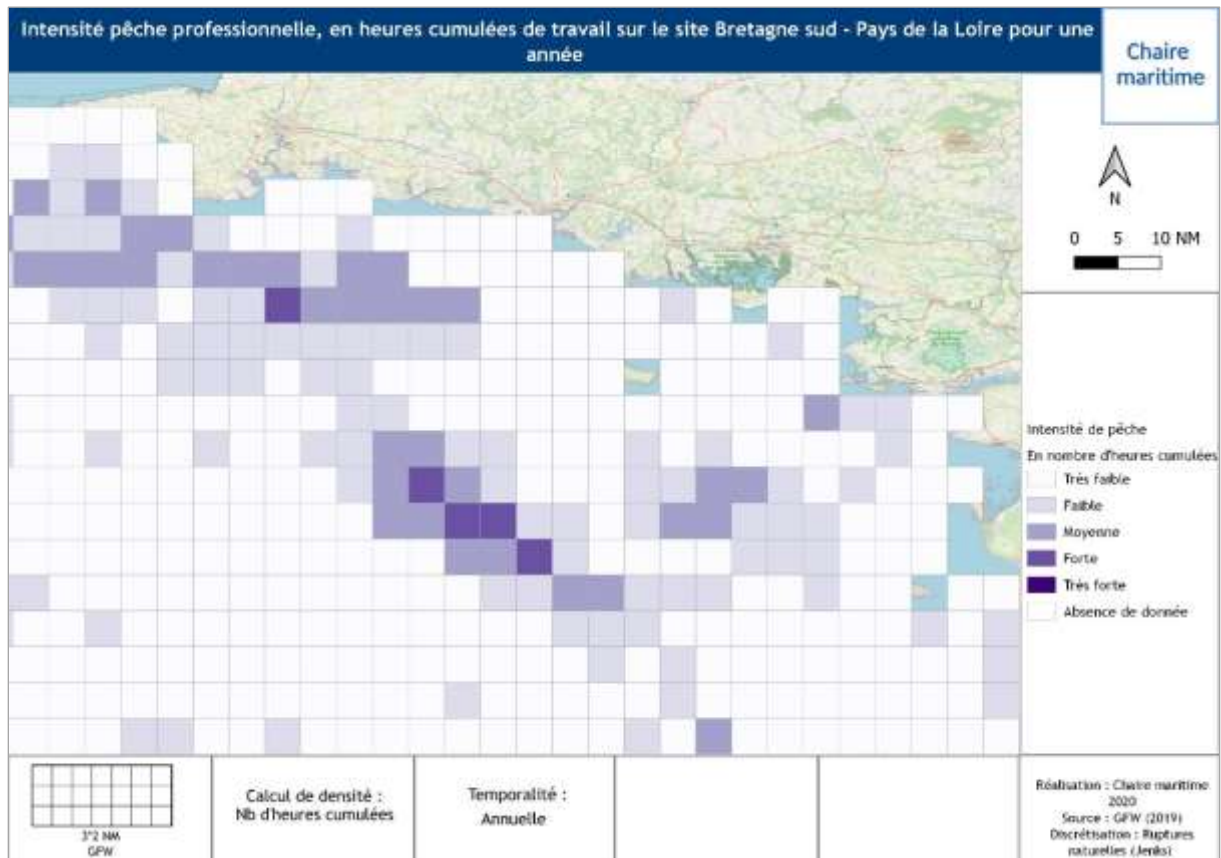 Intensité pêche professionnelle, en heures cumulées de travail sur le site Bretagne sud - Pays de la Loire pour une
année
Chaire
maritime
N
0 5 10 NM
Intensité de pêche
En nombre d'heures cumulées
Très faible
Faible
Moyenne
Forte
Très forte
Absence de donnée
3*2 NM
GFW
Calcul de densité :
Nb d'heures cumulées
Temporalité :
Annuelle
Réalisation : Chaire maritime
2020
Source : GFW (2019)
Discrétisation : Ruptures
naturelles (Jenks)